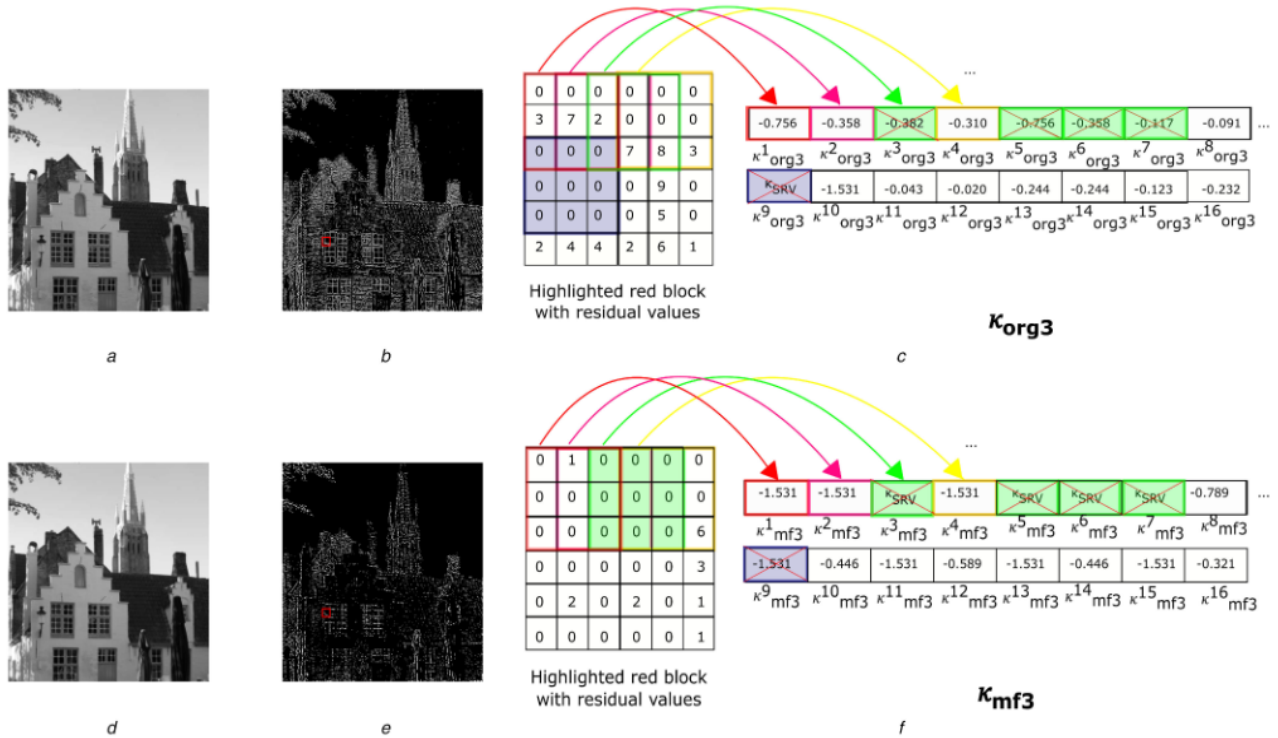 0 0 0 0 0 0
3 7 2 0 0 0
0 0 0 7 8 3
0 0 0 0 9 0
0 0 0 0 5 0
2 4 4 2 6 1
Highlighted red block
with residual values
...
-0.756 -0.358 -0.382 -0.310 -0.756 -0.358 -0.117 -0.091 ...
κ1org3 κ2org3 κ3org3 κ4org3 κ5org3 κ6org3 κ7org3 κ8org3
κSRV -1.531 -0.043 -0.020 -0.244 -0.244 -0.123 -0.232
κ9org3 κ10org3 κ11org3 κ12org3 κ13org3 κ14org3 κ15org3 κ16org3
κorg3
a b c
0 1 0 0 0 0
0 0 0 0 0 0
0 0 0 0 0 6
0 0 0 0 0 3
0 2 0 2 0 1
0 0 0 0 0 1
Highlighted red block
with residual values
...
-1.531 -1.531 κSRV -1.531 κSRV κSRV κSRV -0.789 ...
κ1mf3 κ2mf3 κ3mf3 κ4mf3 κ5mf3 κ6mf3 κ7mf3 κ8mf3
-1.531 -0.446 -1.531 -0.589 -1.531 -0.446 -1.531 -0.321
κ9mf3 κ10mf3 κ11mf3 κ12mf3 κ13mf3 κ14mf3 κ15mf3 κ16mf3
κmf3
d e f